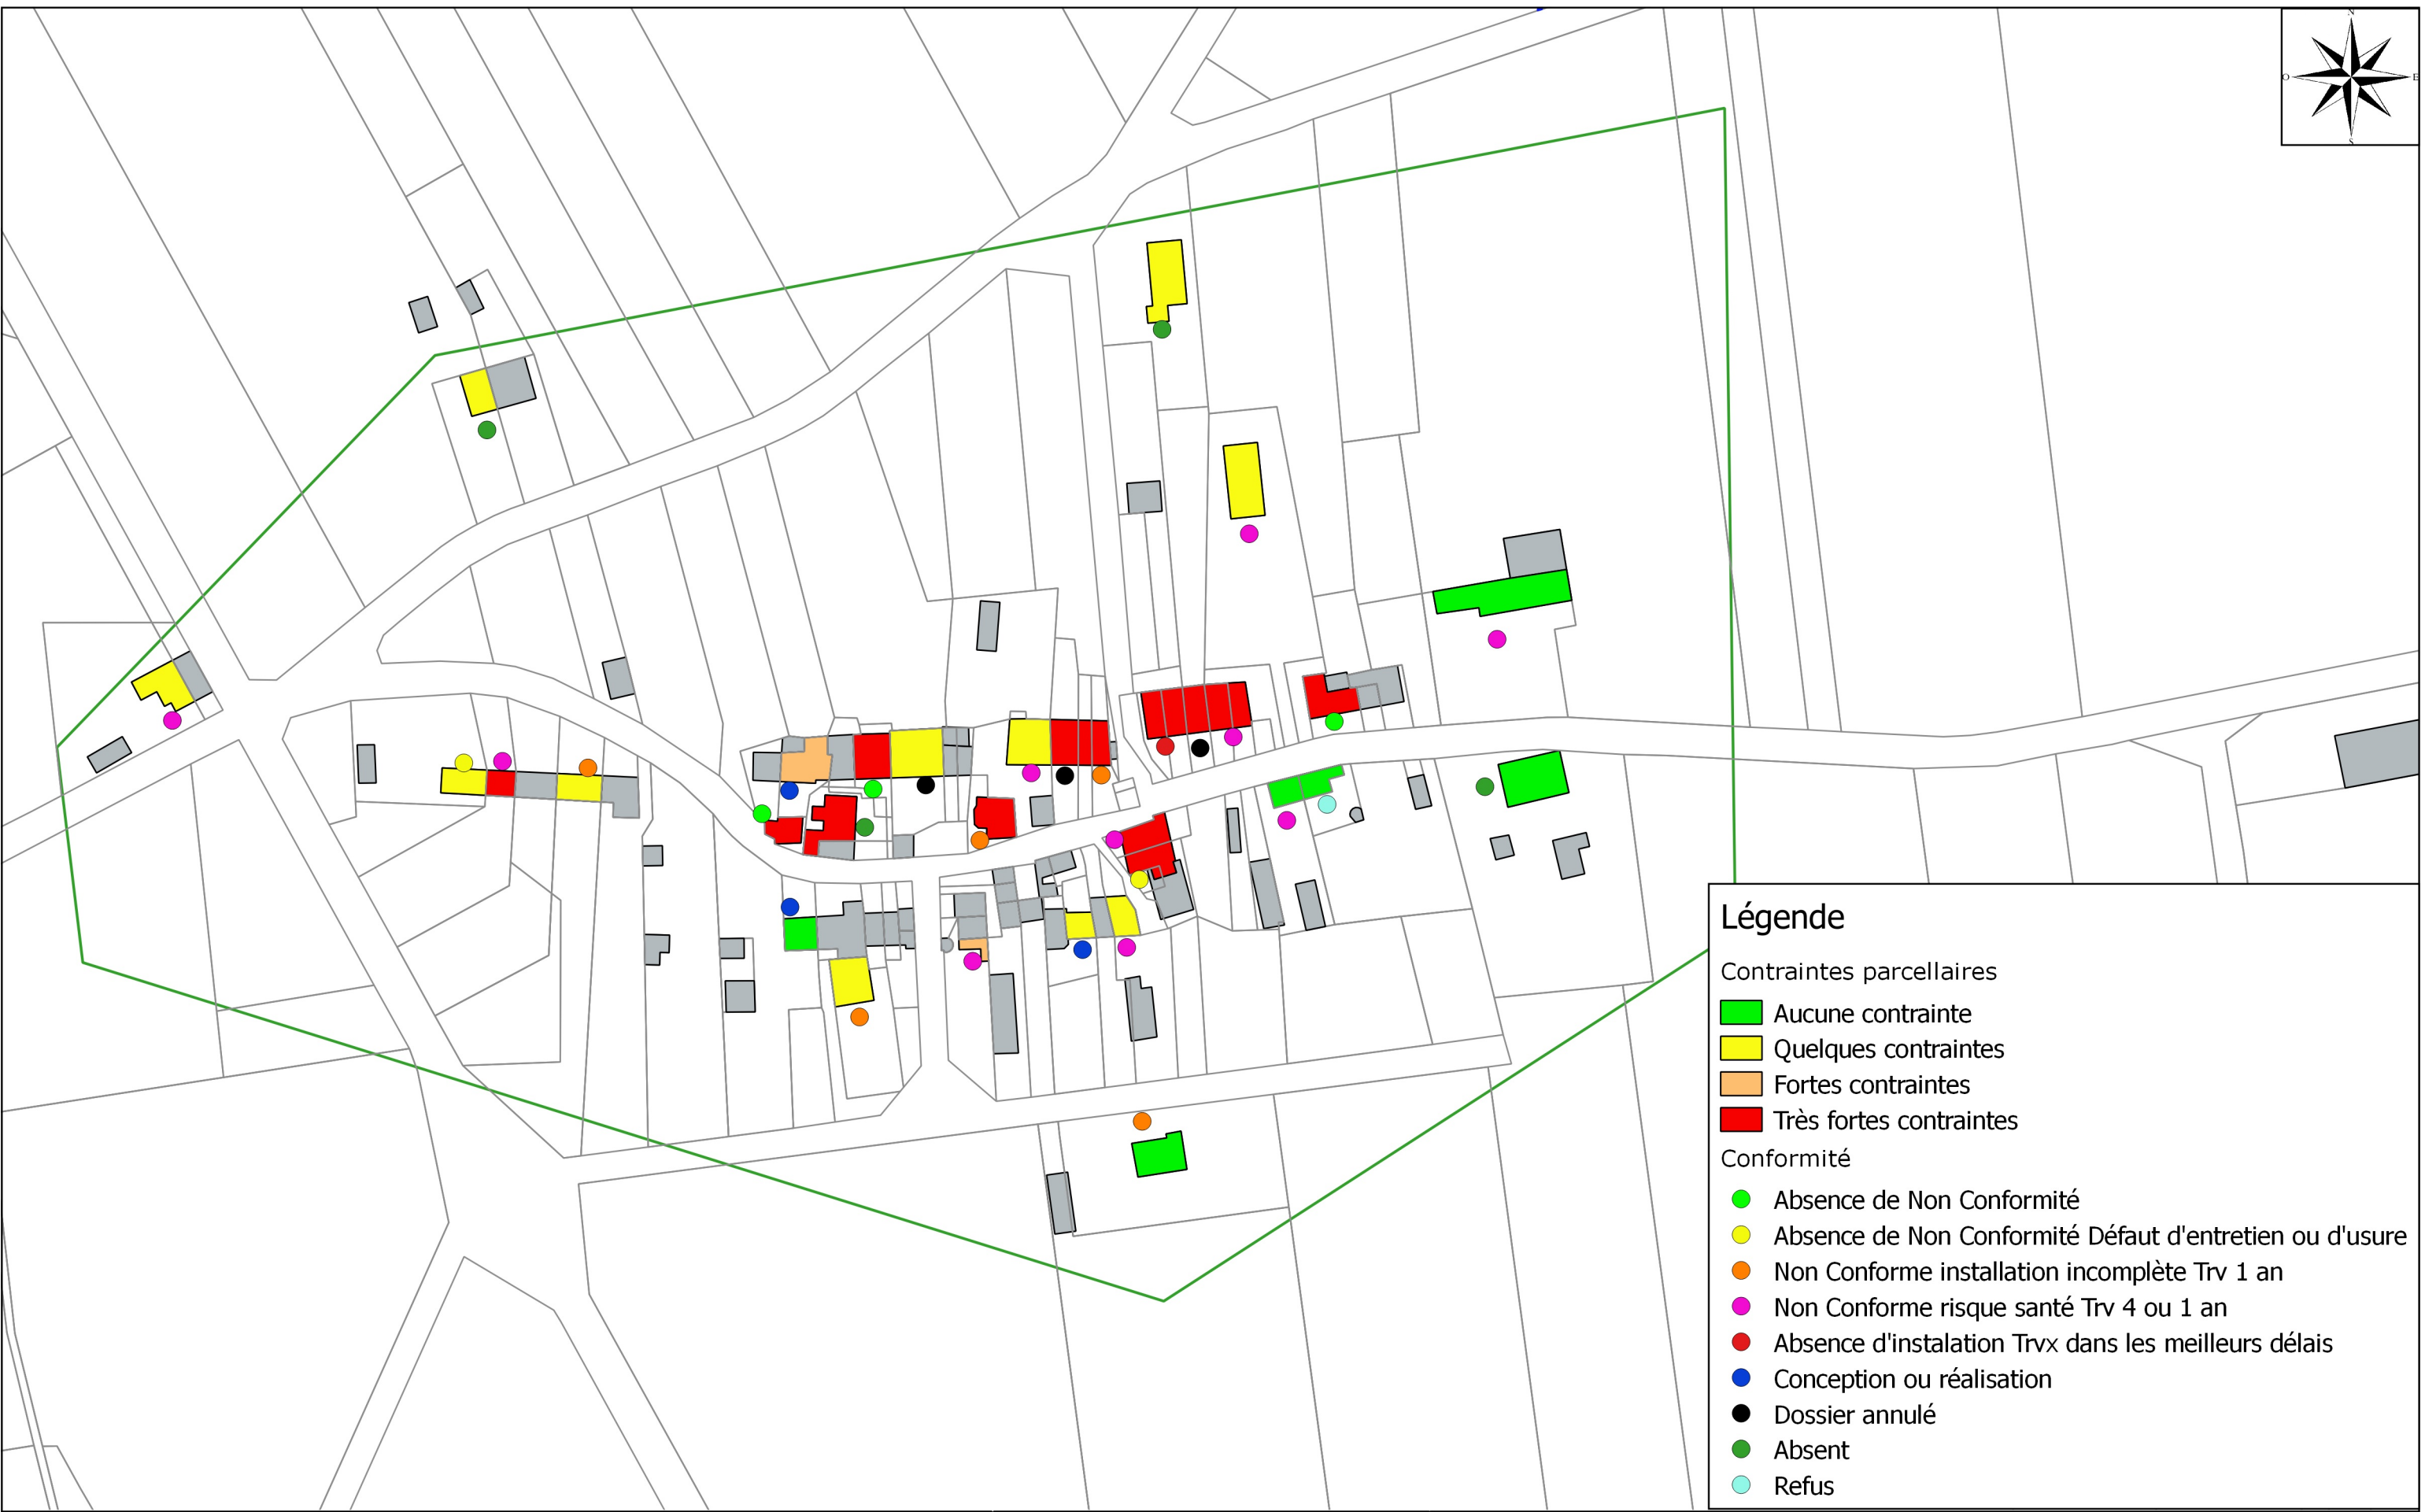 N
O
E
S
Légende
Contraintes parcellaires
Aucune contrainte
Quelques contraintes
Fortes contraintes
Très fortes contraintes
Conformité
Absence de Non Conformité
Absence de Non Conformité Défaut d'entretien ou d'usure
Non Conforme installation incomplète Trv 1 an
Non Conforme risque santé Trv 4 ou 1 an
Absence d'instalation Trvx dans les meilleurs délais
Conception ou réalisation
Dossier annulé
Absent
Refus